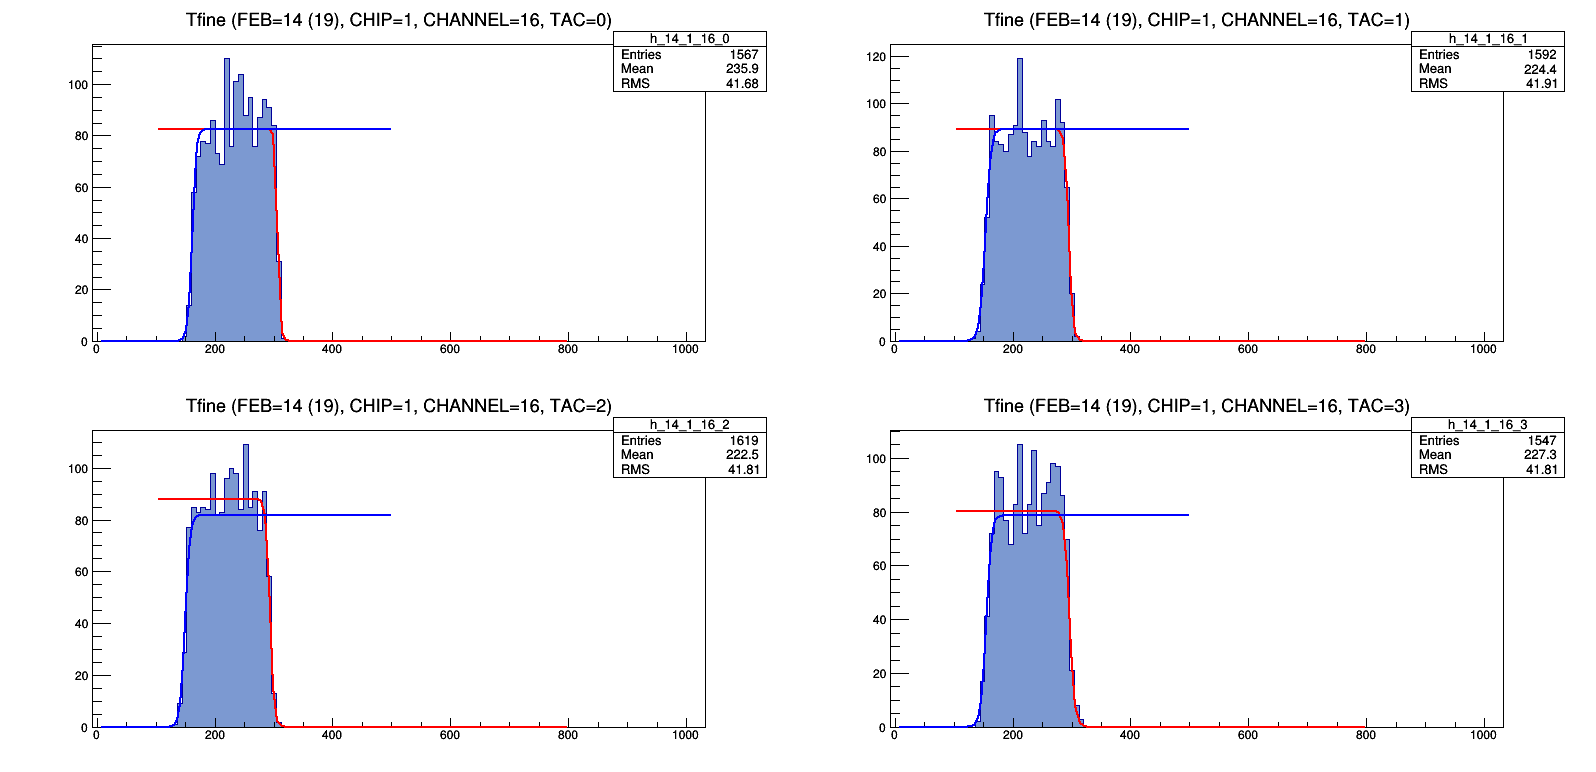 Tfine (FEB=14 (19), CHIP=1, CHANNEL=16, TAC=0)
h_14_1_16_0
Entries 1567
Mean 235.9
RMS 41.68
100
80
60
40
20
0
0 200 400 600 800 1000
Tfine (FEB=14 (19), CHIP=1, CHANNEL=16, TAC=1)
h_14_1_16_1
Entries 1592
Mean 224.4
RMS 41.91
120
100
80
60
40
20
0
0 200 400 600 800 1000
Tfine (FEB=14 (19), CHIP=1, CHANNEL=16, TAC=2)
h_14_1_16_2
Entries 1619
Mean 222.5
RMS 41.81
100
80
60
40
20
0
0 200 400 600 800 1000
Tfine (FEB=14 (19), CHIP=1, CHANNEL=16, TAC=3)
h_14_1_16_3
Entries 1547
Mean 227.3
RMS 41.81
100
80
60
40
20
0
0 200 400 600 800 1000